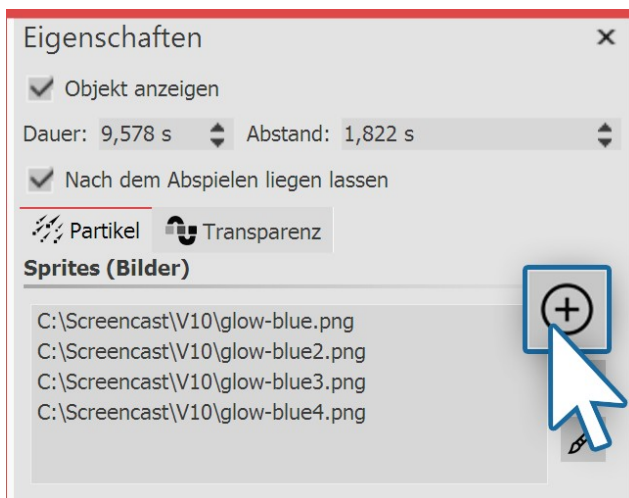 Eigenschaften
Objekt anzeigen
Dauer: 9,578 s Abstand: 1,822 s
Nach dem Abspielen liegen lassen
Partikel Transparenz
Sprites (Bilder)
C:\Screencast\V10\glow-blue.png
C:\Screencast\V10\glow-blue2.png
C:\Screencast\V10\glow-blue3.png
C:\Screencast\V10\glow-blue4.png